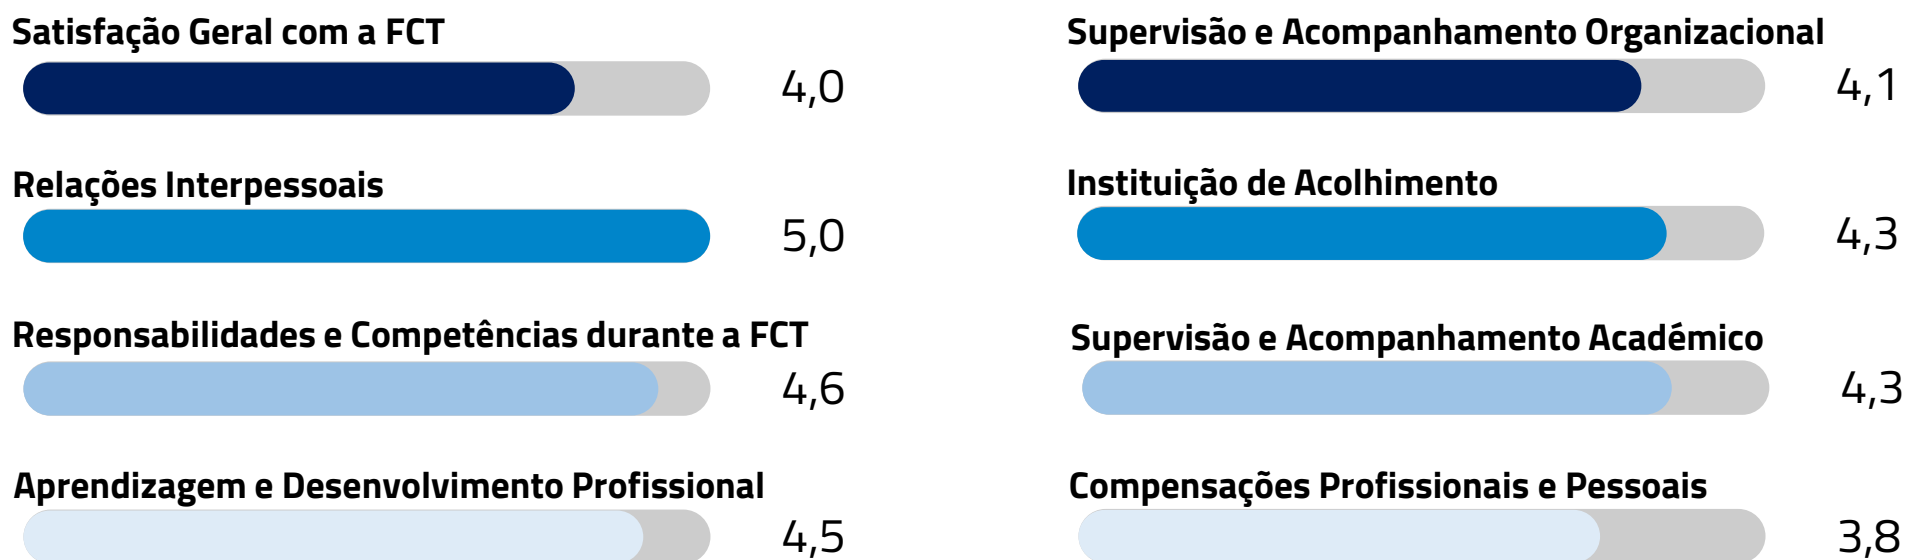 Satisfação Geral com a FCT
4,0
Relações Interpessoais
5,0
Responsabilidades e Competências durante a FCT
4,6
Aprendizagem e Desenvolvimento Profissional
4,5
Supervisão e Acompanhamento Organizacional
4,1
Instituição de Acolhimento
4,3
Supervisão e Acompanhamento Académico
4,3
Compensações Profissionais e Pessoais
3,8